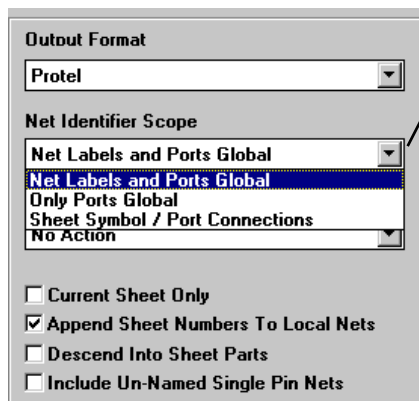 Output Format
Protel
Net Identifier Scope
Net Labels and Ports Global
Net Labels and Ports Global
Only Ports Global
Sheet Symbol / Port Connections
No Action
Current Sheet Only
Append Sheet Numbers To Local Nets
Descend Into Sheet Parts
Include Un-Named Single Pin Nets